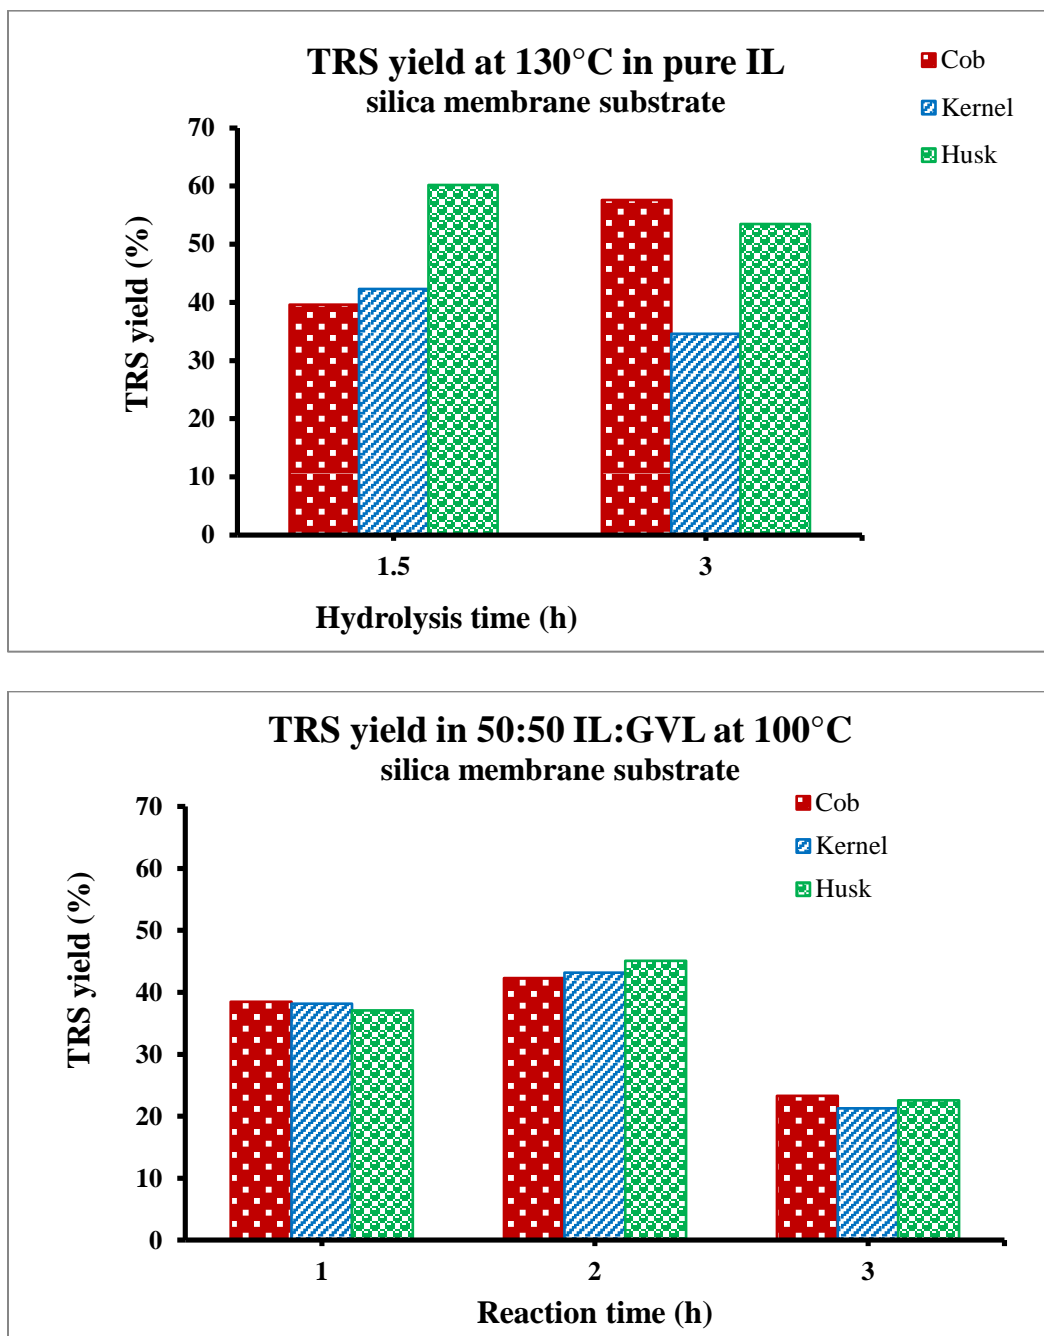 TRS yield at 130°C in pure IL
silica membrane substrate
Cob
Kernel
Husk
70
60
50
40
30
20
10
0
TRS yield (%)
1.5 3
Hydrolysis time (h)
TRS yield in 50:50 IL:GVL at 100°C
silica membrane substrate
Cob
Kernel
Husk
70
60
50
40
30
20
10
0
TRS yield (%)
1 2 3
Reaction time (h)